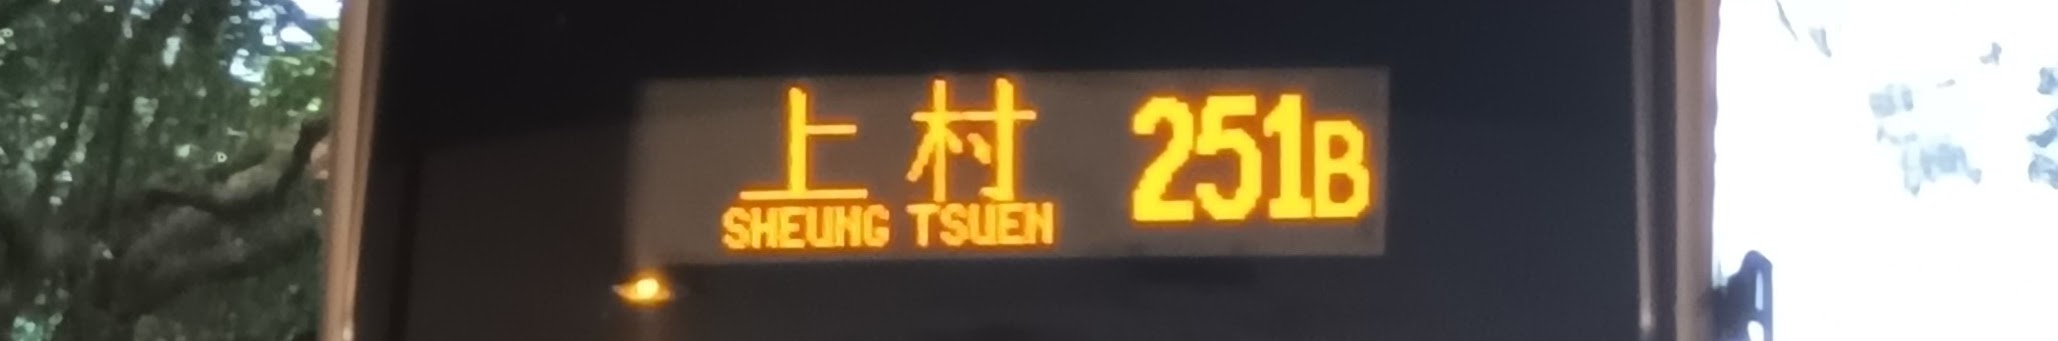 上村
SHEUNG TSUEN
251B